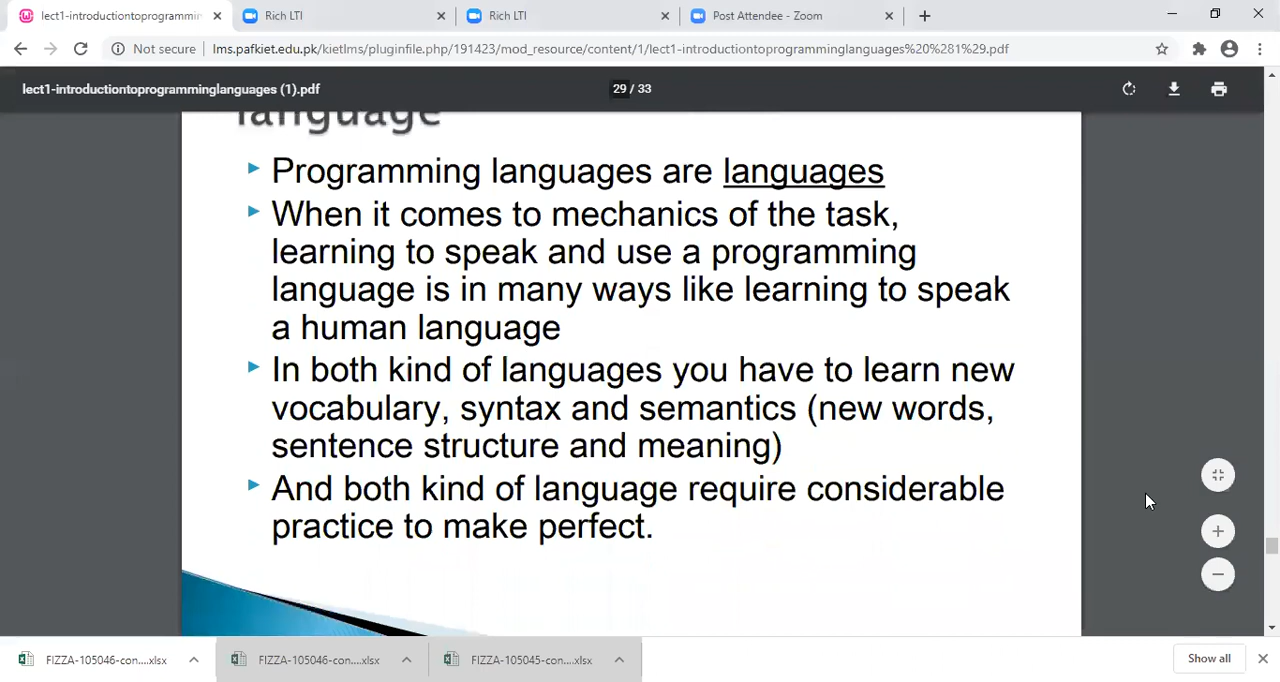 lect1-introductiontoprogrammin
Rich LTI
Rich LTI
Post Attendee - Zoom
Not secure
lms.pafkiet.edu.pk/kietlms/pluginfile.php/191423/mod_resource/content/1/lect1-introductiontoprogramminglanguages%20%281%29.pdf
lect1-introductiontoprogramminglanguages (1).pdf
29 / 33
language
Programming languages are languages
When it comes to mechanics of the task,
learning to speak and use a programming
language is in many ways like learning to speak
a human language
In both kind of languages you have to learn new
vocabulary, syntax and semantics (new words,
sentence structure and meaning)
And both kind of language require considerable
practice to make perfect.
FIZZA-105046-con....xlsx
FIZZA-105046-con....xlsx
FIZZA-105045-con....xlsx
Show all